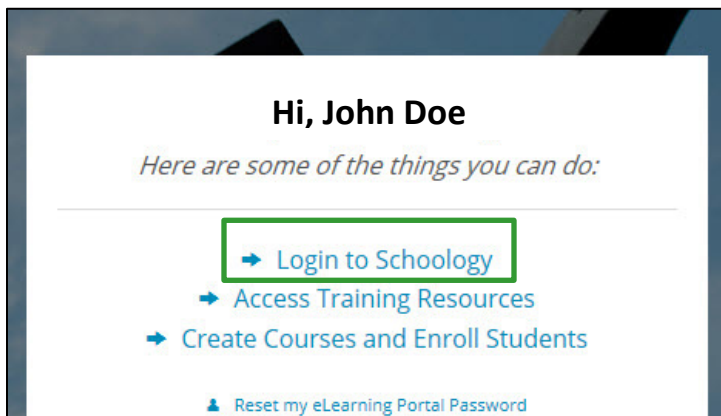 Hi, John Doe
Here are some of the things you can do:
Login to Schoology
Access Training Resources
Create Courses and Enroll Students
Reset my eLearning Portal Password